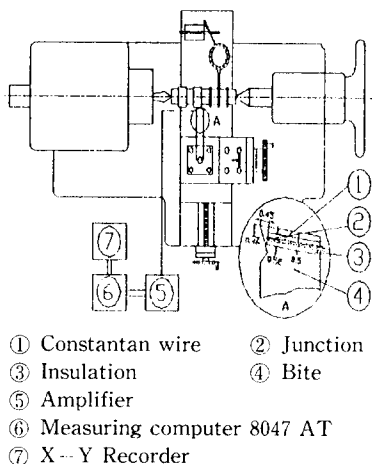 A
①
②
③
④
A
⑦
⑥
⑤
① Constantan wire ② Junction
③ Insulation ④ Bite
⑤ Amplifier
⑥ Measuring computer 8047 AT
⑦ X--Y Recorder